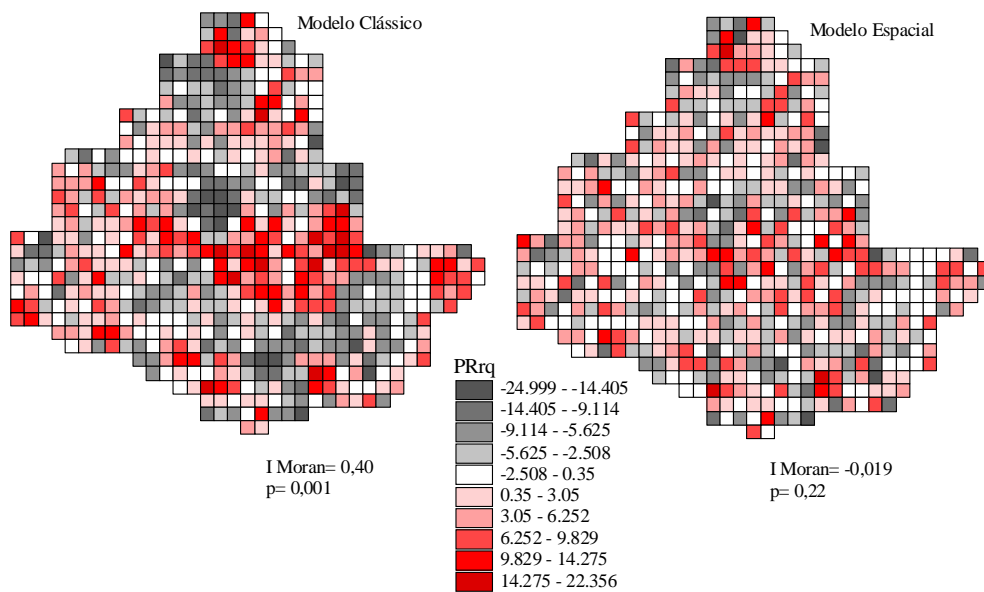 Modelo Clássico
Modelo Espacial
PRrq
-24.999 - -14.405
-14.405 - -9.114
-9.114 - -5.625
-5.625 - -2.508
-2.508 - 0.35
0.35 - 3.05
3.05 - 6.252
6.252 - 9.829
9.829 - 14.275
14.275 - 22.356
I Moran= 0,40
p= 0,001
I Moran= -0,019
p= 0,22